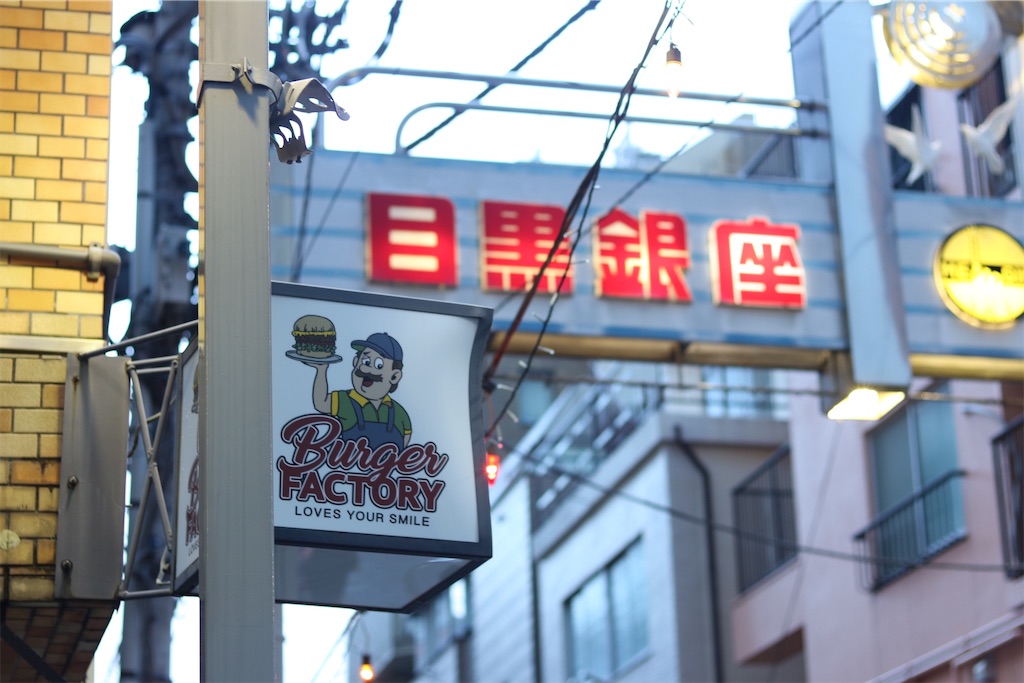 目黒銀座
Burger
FACTORY
LOVES YOUR SMILE